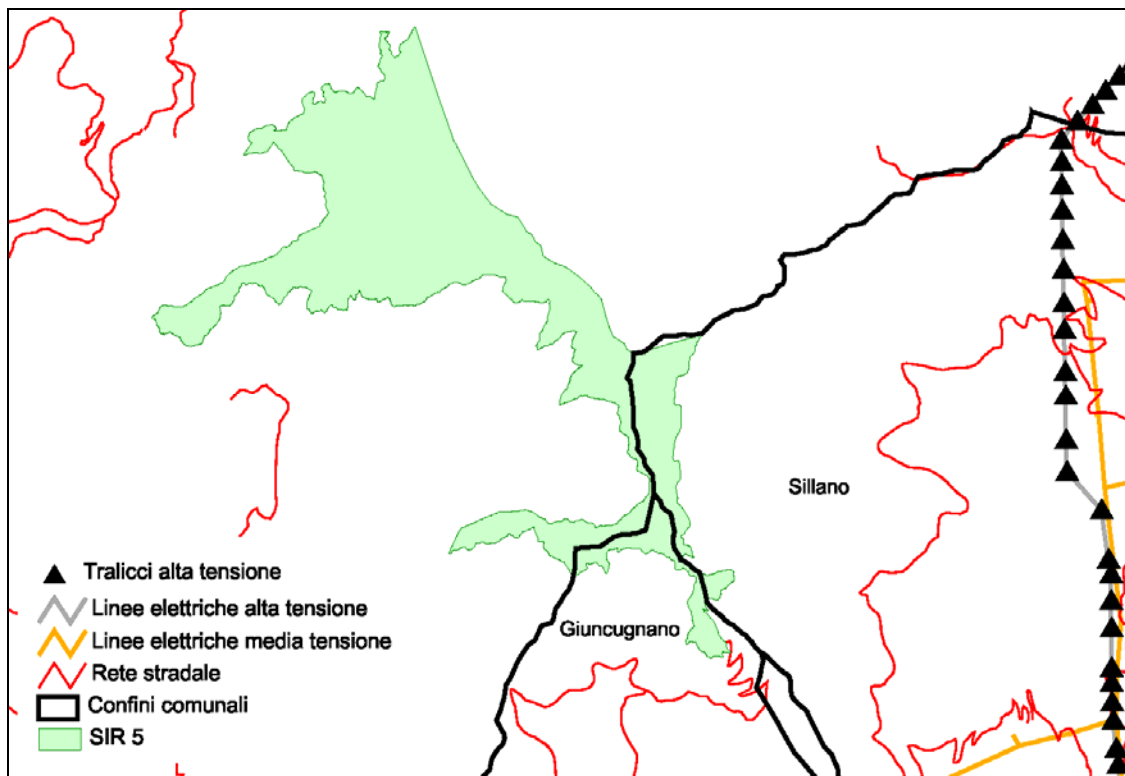 Sillano
Giuncugnano
Tralicci alta tensione
Linee elettriche alta tensione
Linee elettriche media tensione
Rete stradale
Confini comunali
SIR 5